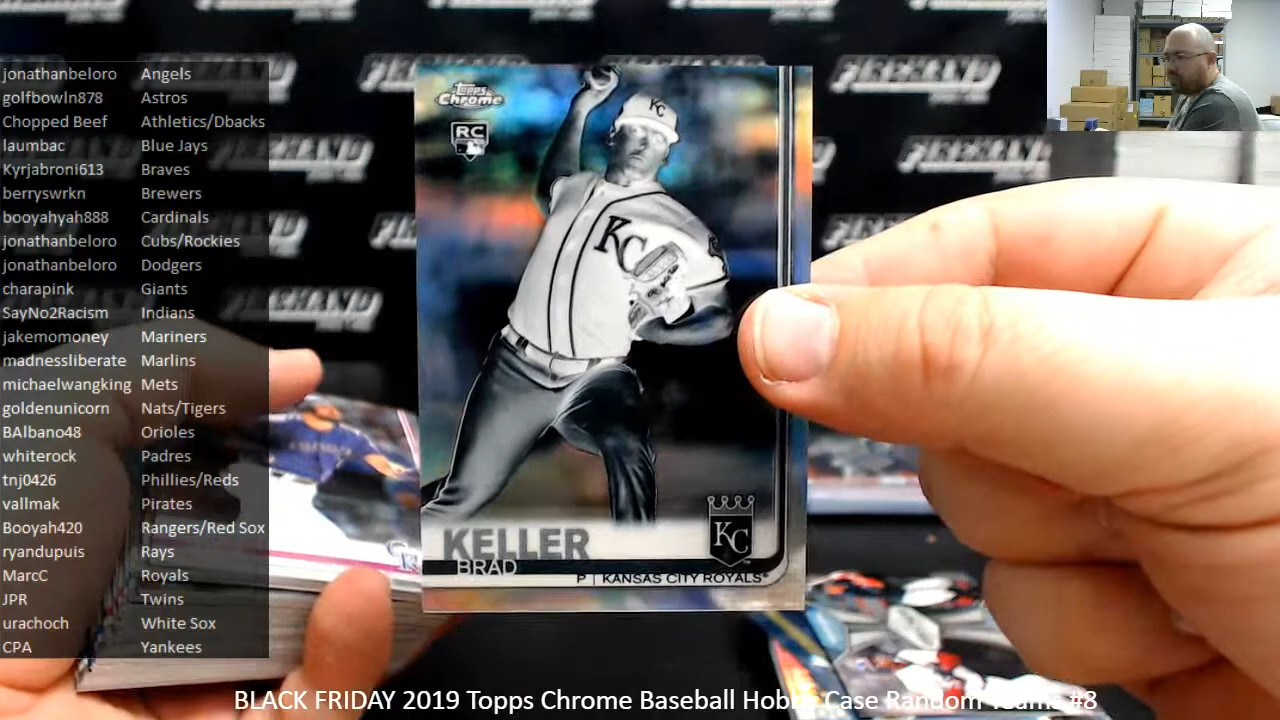 jonathanbeloro Angels
golfbowln878 Astros
Chopped Beef Athletics/Dbacks
laumbac Blue Jays
Kyrjabroni613 Braves
berryswrkn Brewers
booyahyah888 Cardinals
jonathanbeloro Cubs/Rockies
jonathanbeloro Dodgers
charapink Giants
SayNo2Racism Indians
jakemomoney Mariners
madnessliberate Marlins
michaelwangking Mets
goldenunicorn Nats/Tigers
BAlbano48 Orioles
whiterock Padres
tnj0426 Phillies/Reds
vallmak Pirates
Booyah420 Rangers/Red Sox
ryandupuis Rays
MarcC Royals
JPR Twins
urachoch White Sox
CPA Yankees
Topps
Chrome
RC
KC
KC
KELLER
BRAD
KC
P | KANSAS CITY ROYALS®
FIREHAND
BLACK FRIDAY 2019 Topps Chrome Baseball Hobby Case Random Teams #8